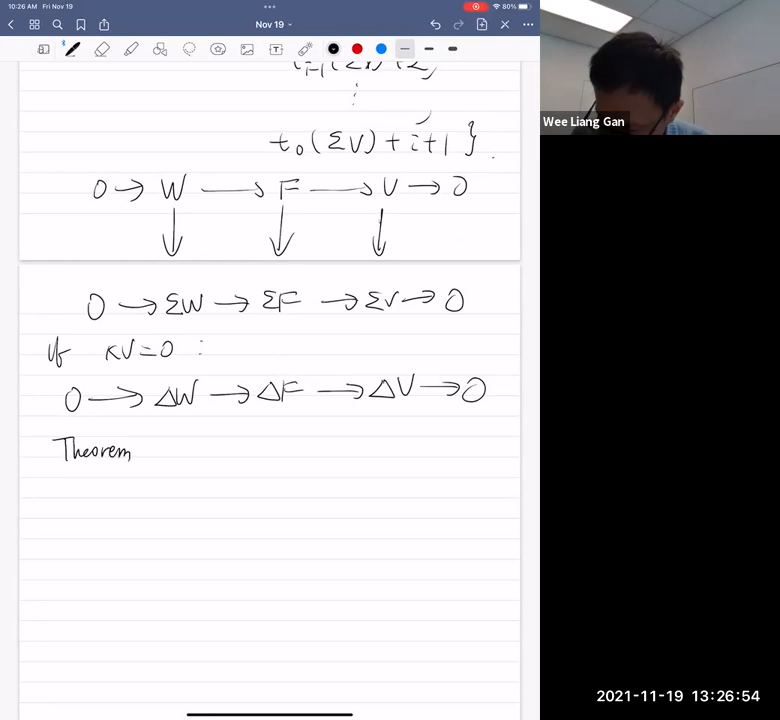 10:26 AM Fri Nov 19
80%
Nov 19
T
Wee Liang Gan
t₀(ΣV)+i+1 }.
0 → W → F → V → 0
0 → ΣW → ΣF → ΣV → 0
if KV=0 :
0 → ΔW → ΔF → ΔV → 0
Theorem
2021-11-19 13:26:54